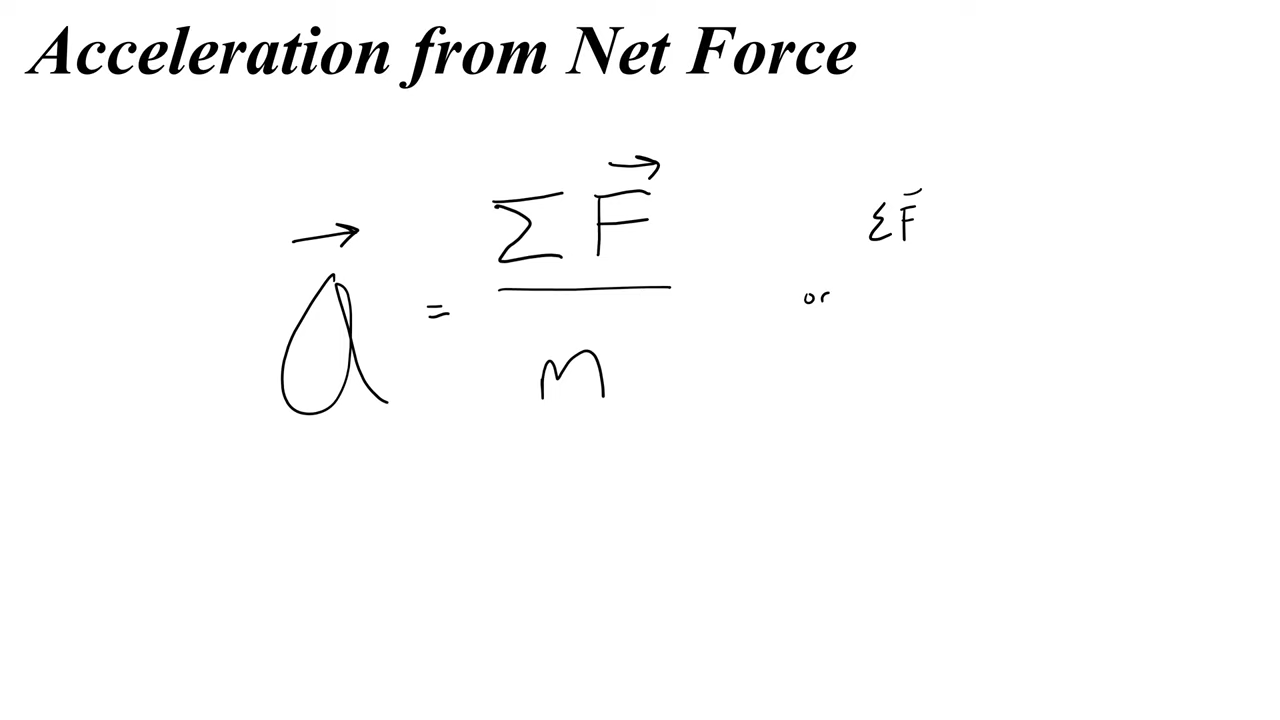 Acceleration from Net Force
a⃗ = ΣF⃗ / m or ΣF⃗